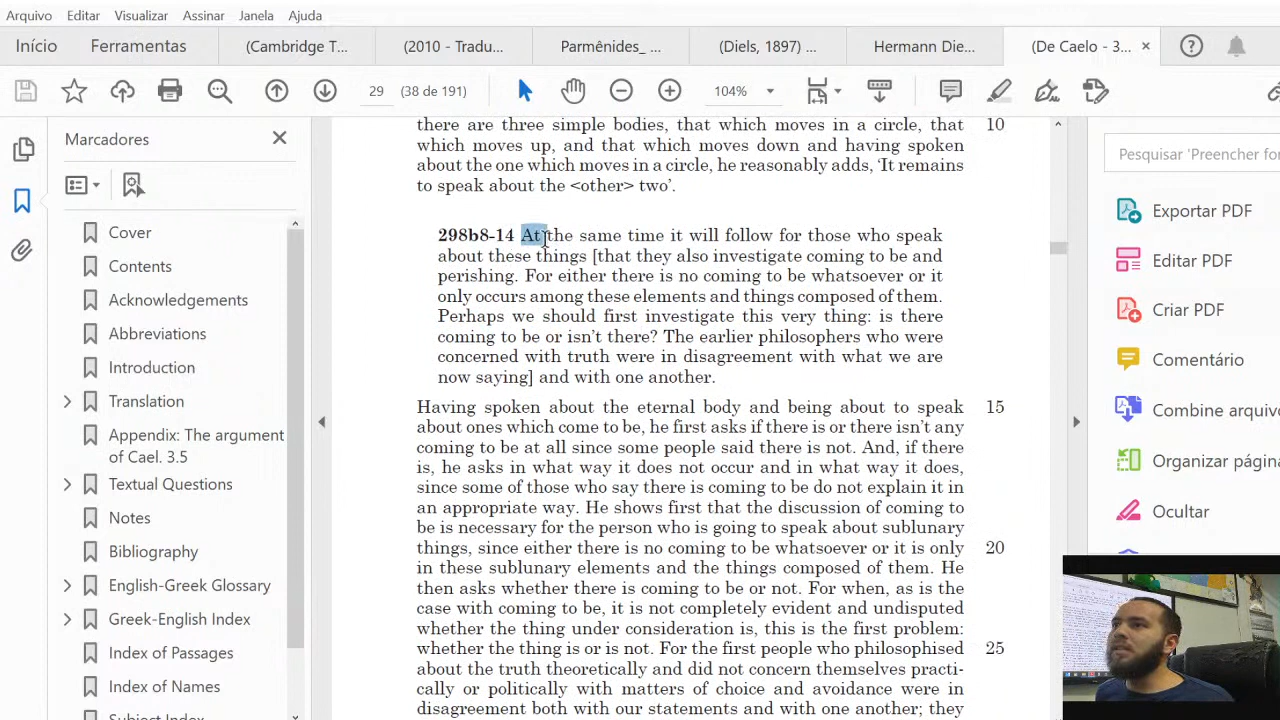 Arquivo Editar Visualizar Assinar Janela Ajuda
Início Ferramentas (Cambridge T... (2010 - Tradu... Parmênides_ ... (Diels, 1897) ... Hermann Die... (De Caelo - 3... ×
29 (38 de 191) 104%
Marcadores
Cover
Contents
Acknowledgements
Abbreviations
Introduction
Translation
Appendix: The argument
of Cael. 3.5
Textual Questions
Notes
Bibliography
English-Greek Glossary
Greek-English Index
Index of Passages
Index of Names
Subject Index
there are three simple bodies, that which moves in a circle, that 10
which moves up, and that which moves down and having spoken
about the one which moves in a circle, he reasonably adds, ‘It remains
to speak about the <other> two’.
298b8-14 At the same time it will follow for those who speak
about these things [that they also investigate coming to be and
perishing. For either there is no coming to be whatsoever or it
only occurs among these elements and things composed of them.
Perhaps we should first investigate this very thing: is there
coming to be or isn’t there? The earlier philosophers who were
concerned with truth were in disagreement with what we are
now saying] and with one another.
Having spoken about the eternal body and being about to speak 15
about ones which come to be, he first asks if there is or there isn’t any
coming to be at all since some people said there is not. And, if there
is, he asks in what way it does not occur and in what way it does,
since some of those who say there is coming to be do not explain it in
an appropriate way. He shows first that the discussion of coming to
be is necessary for the person who is going to speak about sublunary
things, since either there is no coming to be whatsoever or it is only 20
in these sublunary elements and the things composed of them. He
then asks whether there is coming to be or not. For when, as is the
case with coming to be, it is not completely evident and undisputed
whether the thing under consideration is, this is the first problem:
whether the thing is or is not. For the first people who philosophised 25
about the truth theoretically and did not concern themselves practi-
cally or politically with matters of choice and avoidance were in
disagreement both with our statements and with one another; they
Pesquisar 'Preencher for
Exportar PDF
Editar PDF
Criar PDF
Comentário
Combine arquivo
Organizar págin
Ocultar